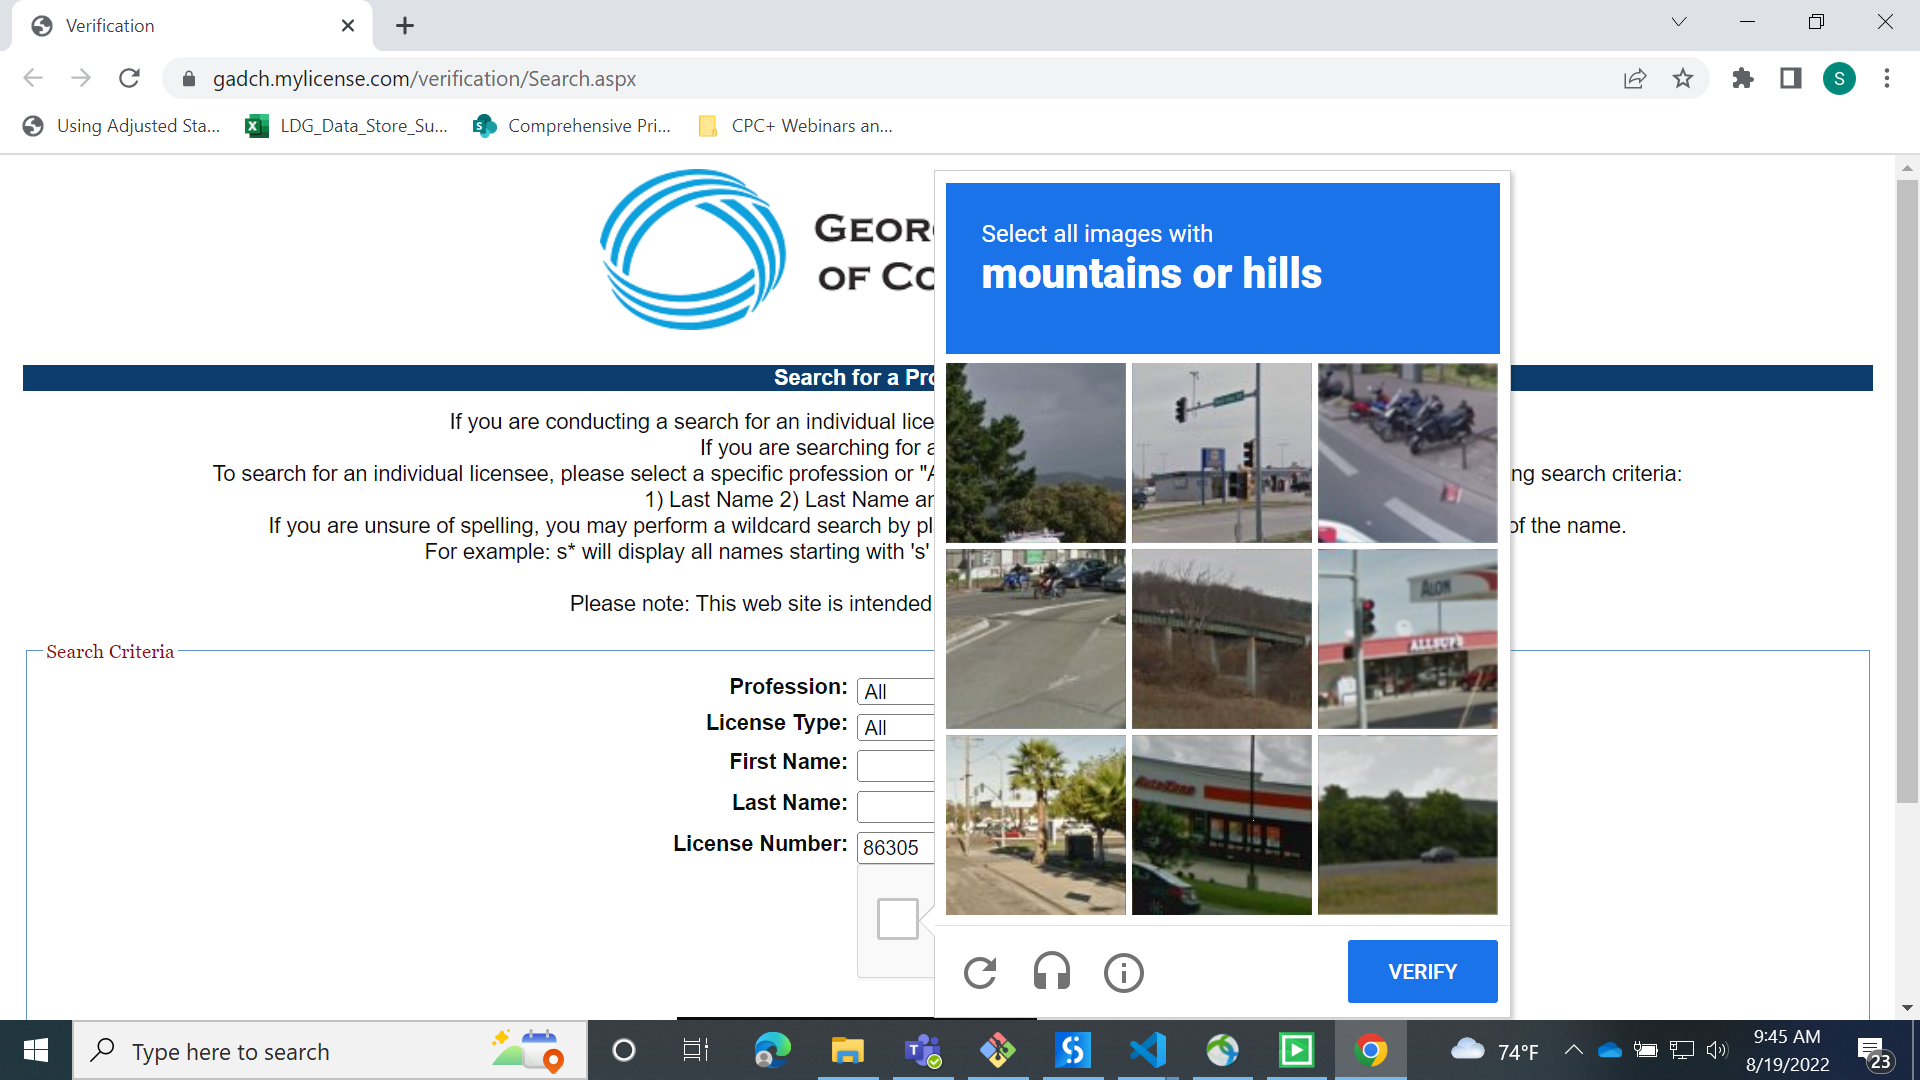 Verification
gadch.mylicense.com/verification/Search.aspx
S
Using Adjusted Sta...
LDG_Data_Store_Su...
Comprehensive Pri...
CPC+ Webinars an...
GEOR
OF CO
Search for a Pro
If you are conducting a search for an individual lice
If you are searching for a
To search for an individual licensee, please select a specific profession or "A
ng search criteria:
1) Last Name 2) Last Name an
If you are unsure of spelling, you may perform a wildcard search by pl
of the name.
For example: s* will display all names starting with 's'
Please note: This web site is intended
Search Criteria
Profession:
All
License Type:
All
First Name:
Last Name:
License Number:
86305
Select all images with
mountains or hills
ALON
ALLSUP'S
AutoZone
VERIFY
Type here to search
74°F
9:45 AM
8/19/2022
23